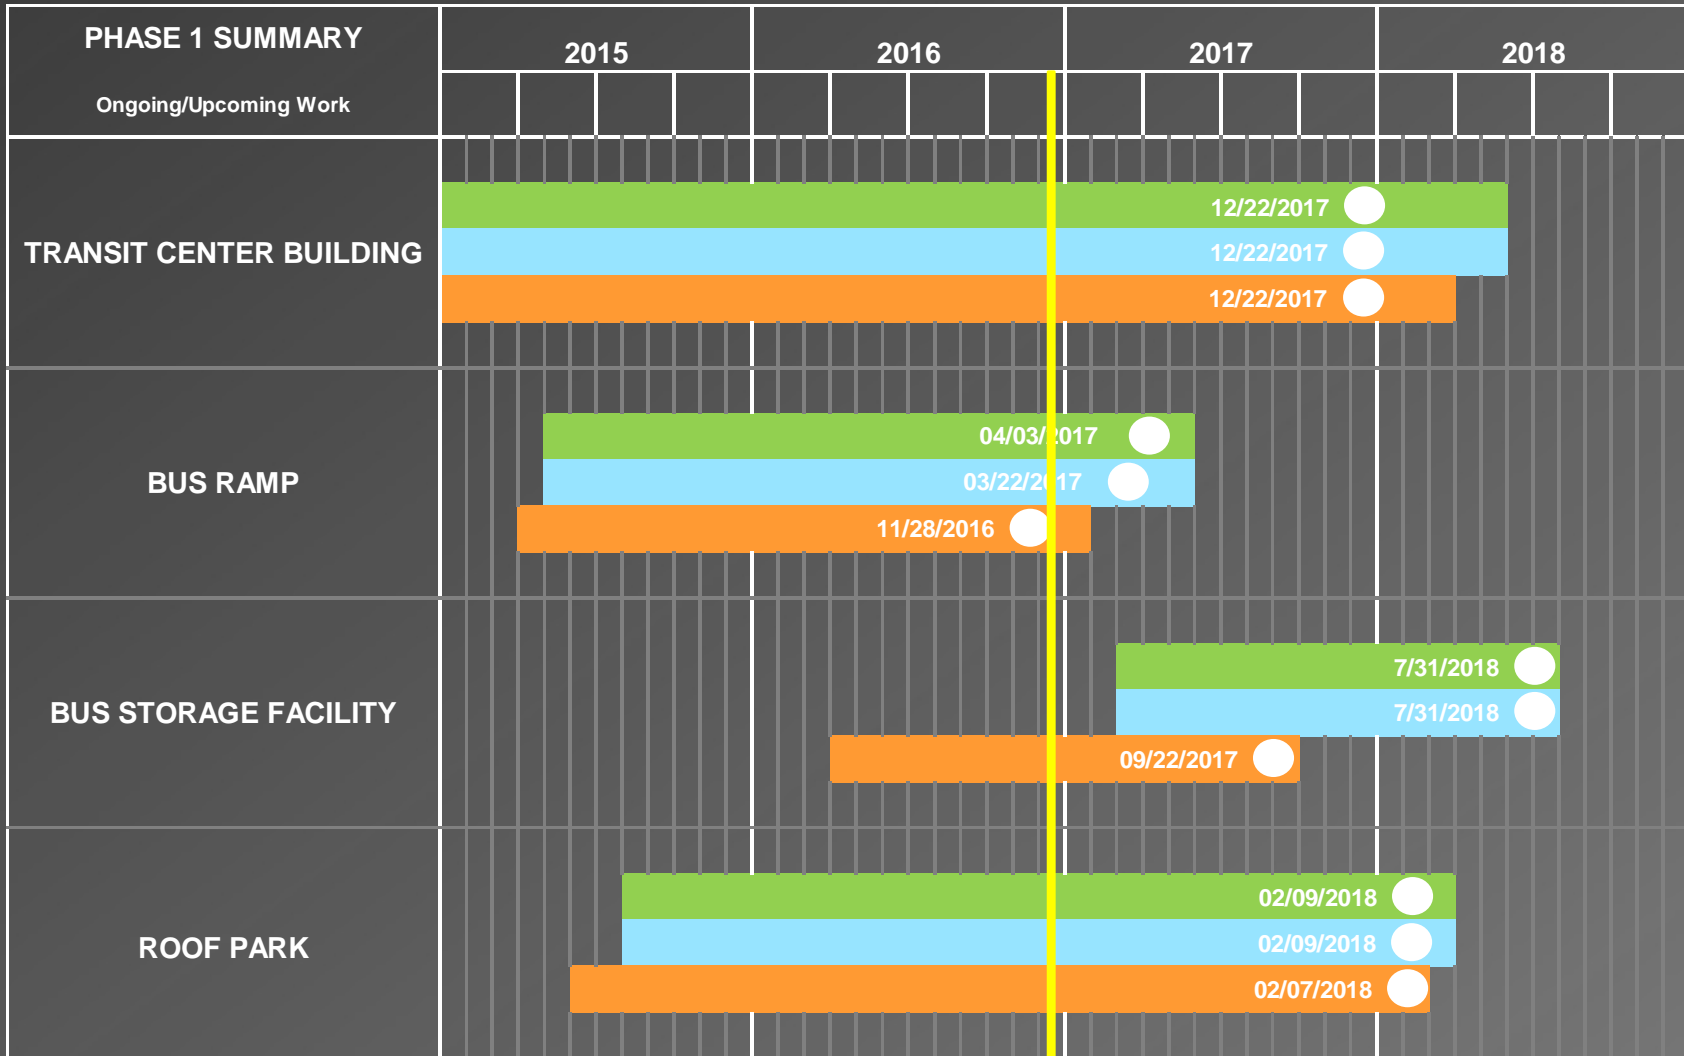 PHASE 1 SUMMARY
Ongoing/Upcoming Work
2015
2016
2017
2018
TRANSIT CENTER BUILDING
12/22/2017
12/22/2017
12/22/2017
BUS RAMP
04/03/2017
03/22/2017
11/28/2016
BUS STORAGE FACILITY
7/31/2018
7/31/2018
09/22/2017
ROOF PARK
02/09/2018
02/09/2018
02/07/2018